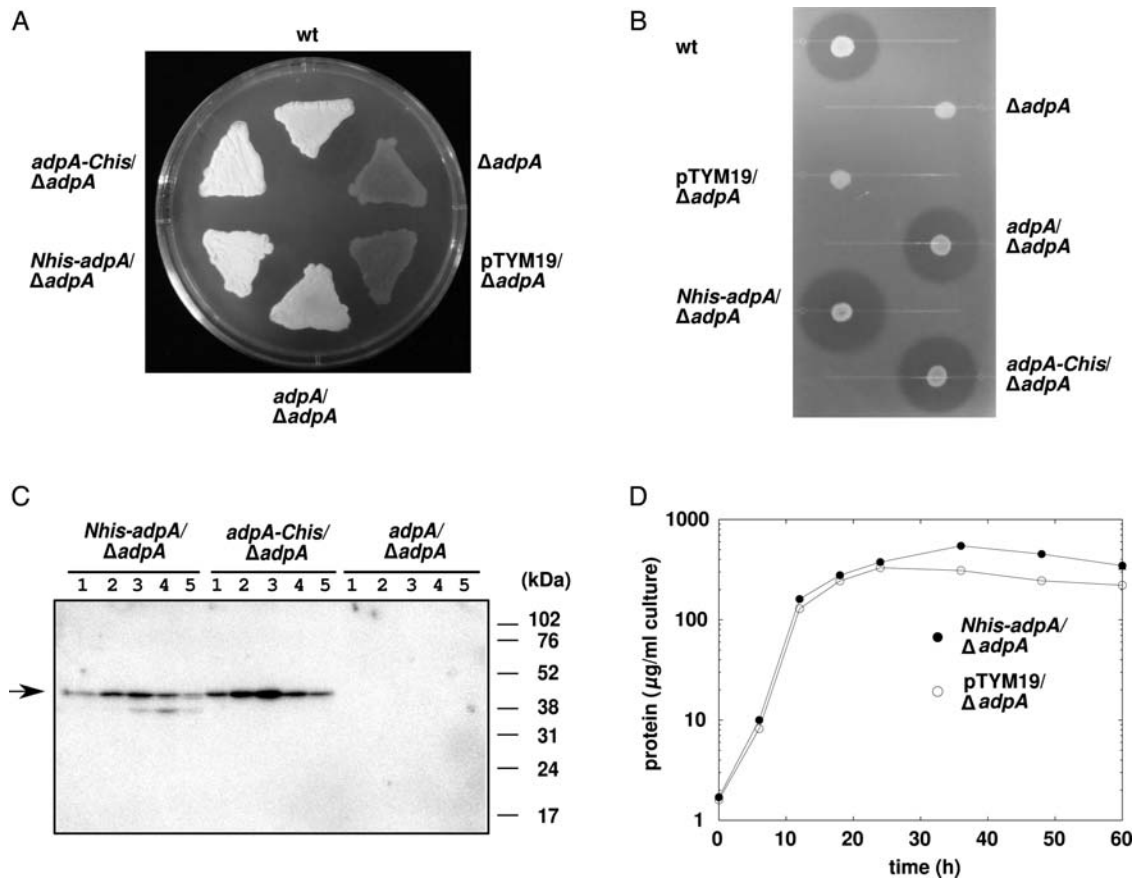 A
wt
adpA-Chis/
ΔadpA
ΔadpA
Nhis-adpA/
ΔadpA
pTYM19/
ΔadpA
adpA/
ΔadpA
B
wt
ΔadpA
pTYM19/
ΔadpA
adpA/
ΔadpA
Nhis-adpA/
ΔadpA
adpA-Chis/
ΔadpA
C
Nhis-adpA/
ΔadpA
adpA-Chis/
ΔadpA
adpA/
ΔadpA
1 2 3 4 5 1 2 3 4 5 1 2 3 4 5 (kDa)
102
76
52
38
31
24
17
D
protein (µg/ml culture)
1000
100
10
1
Nhis-adpA/
ΔadpA
pTYM19/
ΔadpA
0 10 20 30 40 50 60
time (h)